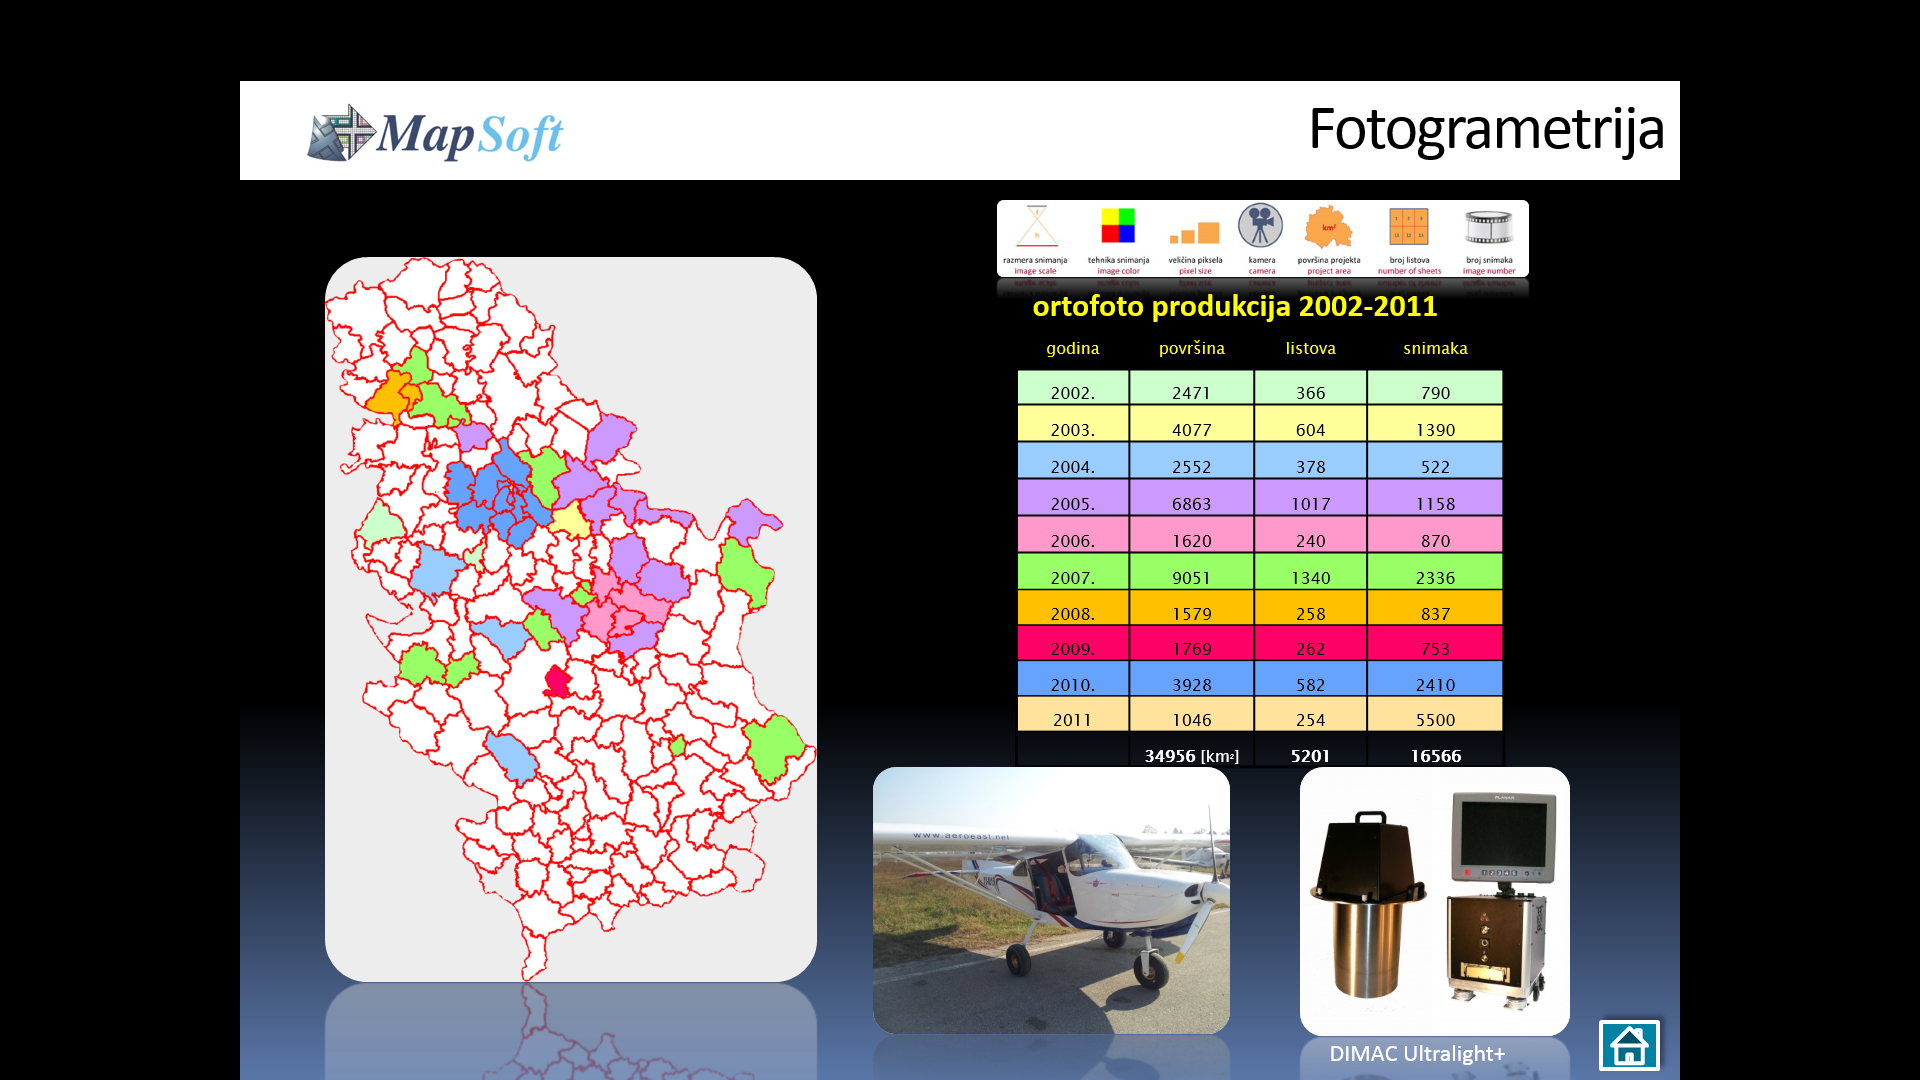 MapSoft
Fotogrametrija
razmera snimanja tehnika snimanja veličina piksela kamera površina projekta broj listova broj snimaka
image scale image color pixel size camera project area number of sheets image number
km²
ortofoto produkcija 2002-2011
godina površina listova snimaka
2002. 2471 366 790
2003. 4077 604 1390
2004. 2552 378 522
2005. 6863 1017 1158
2006. 1620 240 870
2007. 9051 1340 2336
2008. 1579 258 837
2009. 1769 262 753
2010. 3928 582 2410
2011 1046 254 5500
34956 [km²] 5201 16566
www.aeroeast.net
DIMAC Ultralight+